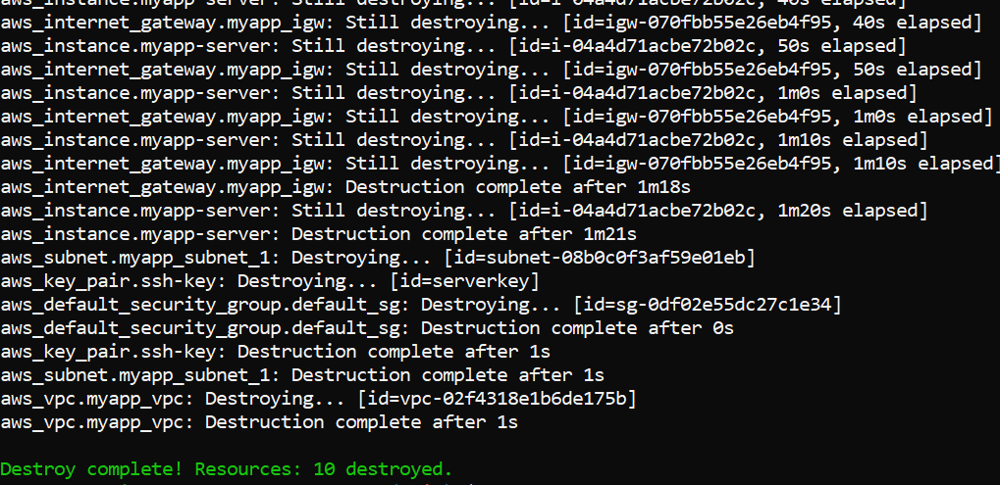 aws_instance.myapp-server: Still destroying... [id=i-04a4d71acbe72b02c, 40s elapsed]
aws_internet_gateway.myapp_igw: Still destroying... [id=igw-070fbb55e26eb4f95, 40s elapsed]
aws_instance.myapp-server: Still destroying... [id=i-04a4d71acbe72b02c, 50s elapsed]
aws_internet_gateway.myapp_igw: Still destroying... [id=igw-070fbb55e26eb4f95, 50s elapsed]
aws_instance.myapp-server: Still destroying... [id=i-04a4d71acbe72b02c, 1m0s elapsed]
aws_internet_gateway.myapp_igw: Still destroying... [id=igw-070fbb55e26eb4f95, 1m0s elapsed]
aws_instance.myapp-server: Still destroying... [id=i-04a4d71acbe72b02c, 1m10s elapsed]
aws_internet_gateway.myapp_igw: Still destroying... [id=igw-070fbb55e26eb4f95, 1m10s elapsed]
aws_internet_gateway.myapp_igw: Destruction complete after 1m18s
aws_instance.myapp-server: Still destroying... [id=i-04a4d71acbe72b02c, 1m20s elapsed]
aws_instance.myapp-server: Destruction complete after 1m21s
aws_subnet.myapp_subnet_1: Destroying... [id=subnet-08b0c0f3af59e01eb]
aws_key_pair.ssh-key: Destroying... [id=serverkey]
aws_default_security_group.default_sg: Destroying... [id=sg-0df02e55dc27c1e34]
aws_default_security_group.default_sg: Destruction complete after 0s
aws_key_pair.ssh-key: Destruction complete after 1s
aws_subnet.myapp_subnet_1: Destruction complete after 1s
aws_vpc.myapp_vpc: Destroying... [id=vpc-02f4318e1b6de175b]
aws_vpc.myapp_vpc: Destruction complete after 1s
Destroy complete! Resources: 10 destroyed.